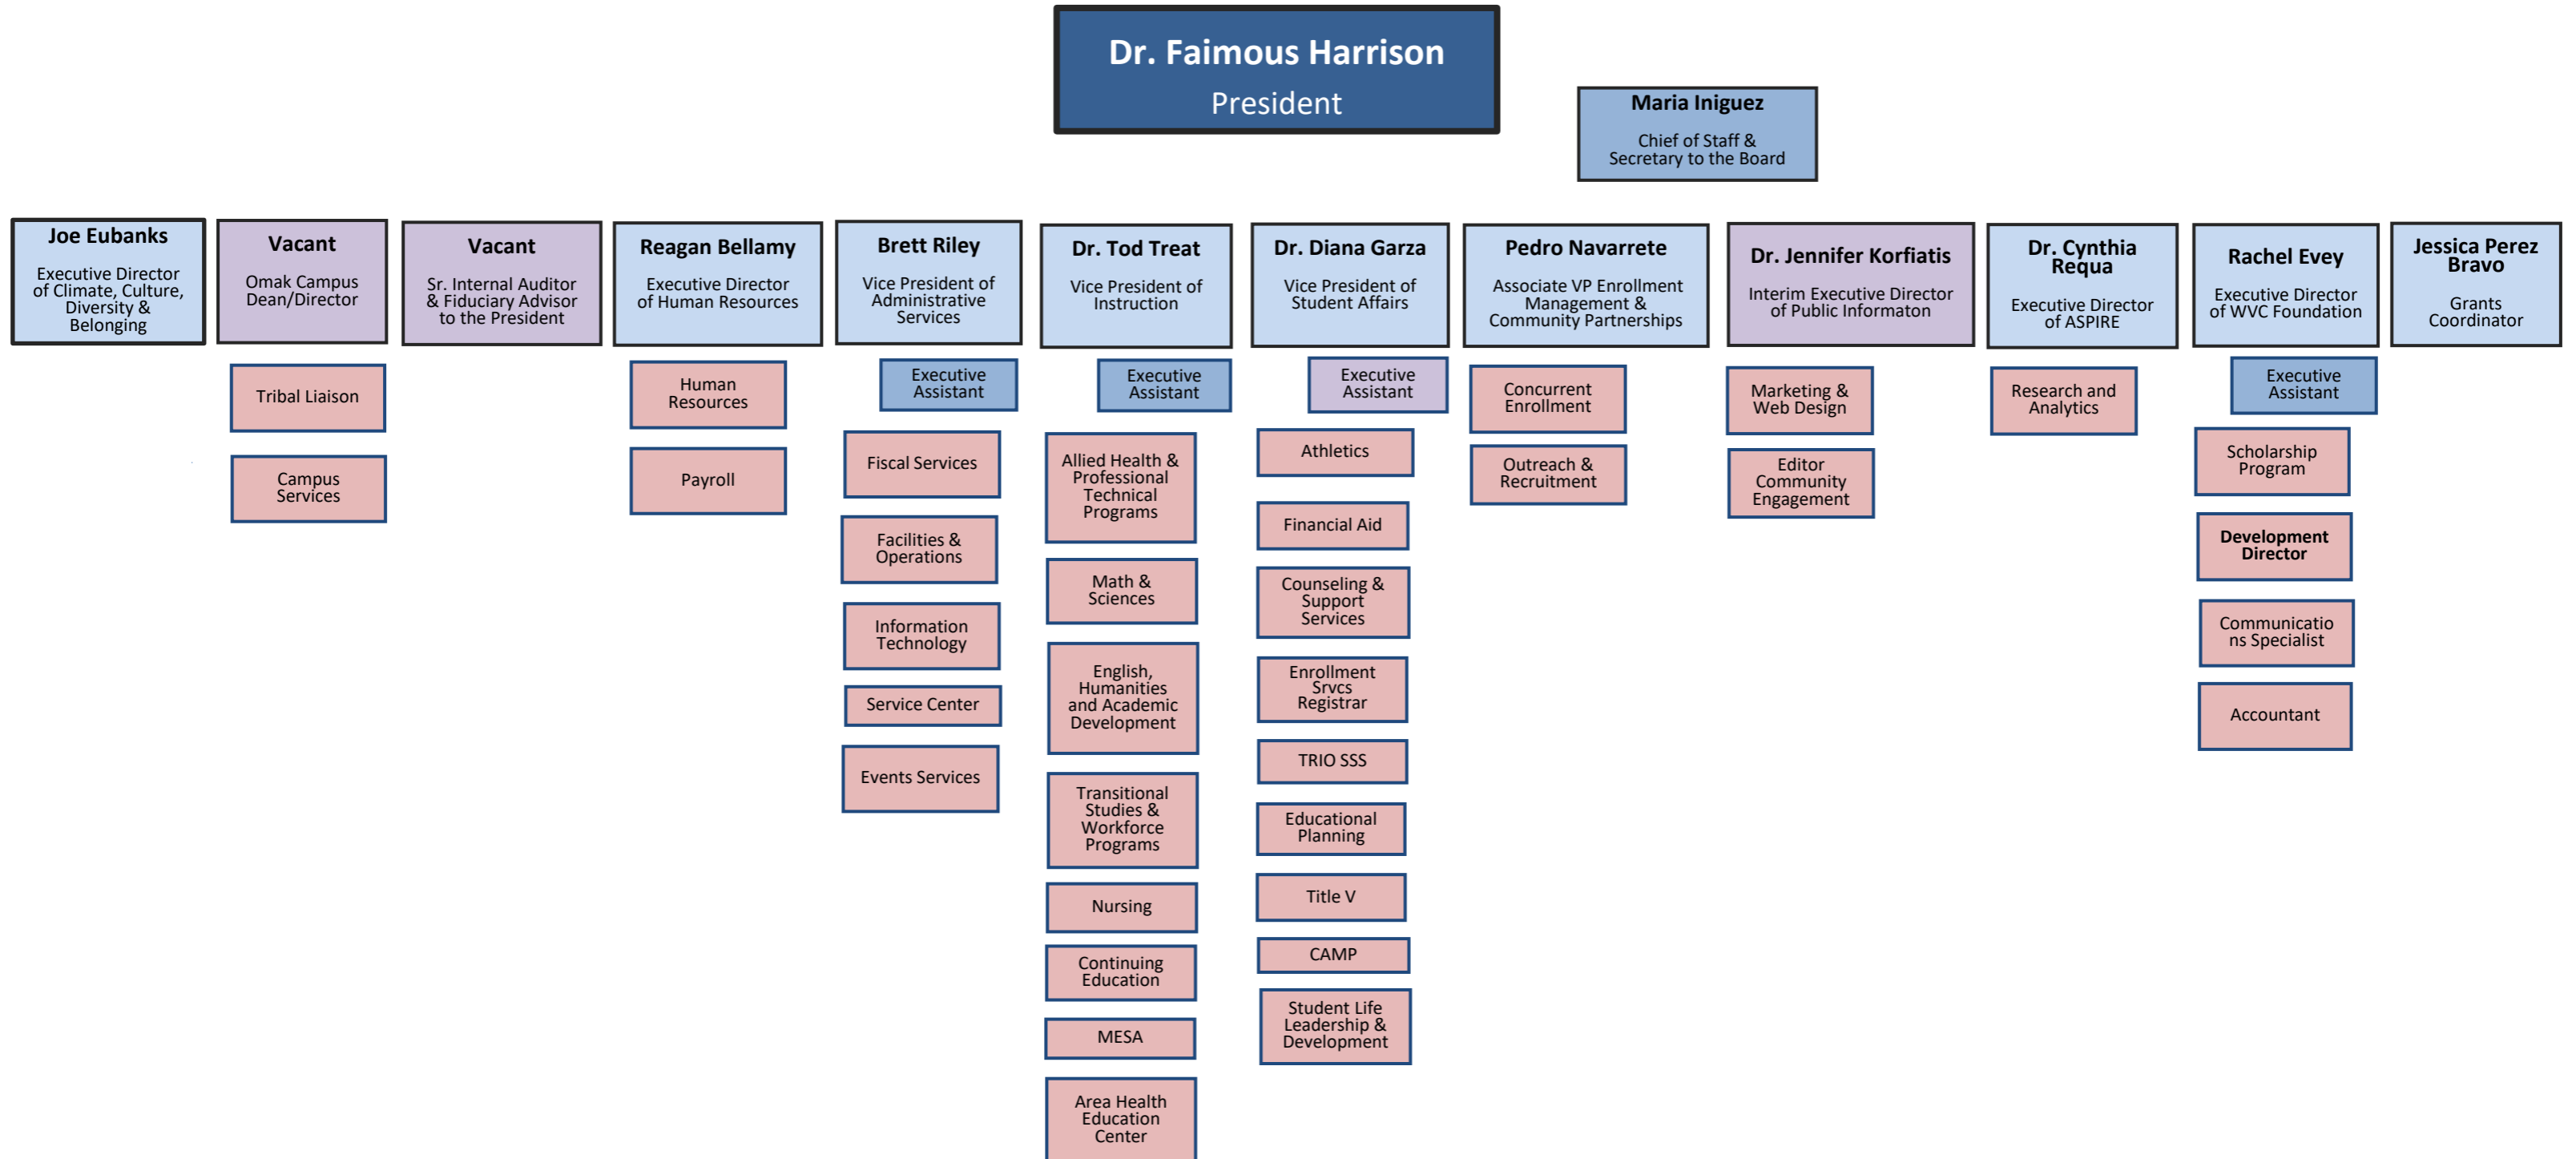 Dr. Faimous Harrison
President
Maria Iniguez
Chief of Staff &
Secretary to the Board
Joe Eubanks
Executive Director
of Climate, Culture,
Diversity &
Belonging
Vacant
Omak Campus
Dean/Director
Tribal Liaison
Campus
Services
Vacant
Sr. Internal Auditor
& Fiduciary Advisor
to the President
Reagan Bellamy
Executive Director
of Human Resources
Human
Resources
Payroll
Brett Riley
Vice President of
Administrative
Services
Executive
Assistant
Fiscal Services
Facilities &
Operations
Information
Technology
Service Center
Events Services
Dr. Tod Treat
Vice President of
Instruction
Executive
Assistant
Allied Health &
Professional
Technical
Programs
Math &
Sciences
English,
Humanities
and Academic
Development
Transitional
Studies &
Workforce
Programs
Nursing
Continuing
Education
MESA
Area Health
Education
Center
Dr. Diana Garza
Vice President of
Student Affairs
Executive
Assistant
Athletics
Financial Aid
Counseling &
Support
Services
Enrollment
Srvcs
Registrar
TRIO SSS
Educational
Planning
Title V
CAMP
Student Life
Leadership &
Development
Pedro Navarrete
Associate VP Enrollment
Management &
Community Partnerships
Concurrent
Enrollment
Outreach &
Recruitment
Dr. Jennifer Korfiatis
Interim Executive Director
of Public Informaton
Marketing &
Web Design
Editor
Community
Engagement
Dr. Cynthia
Requa
Executive Director
of ASPIRE
Research and
Analytics
Rachel Evey
Executive Director
of WVC Foundation
Executive
Assistant
Scholarship
Program
Development
Director
Communicatio
ns Specialist
Accountant
Jessica Perez
Bravo
Grants
Coordinator